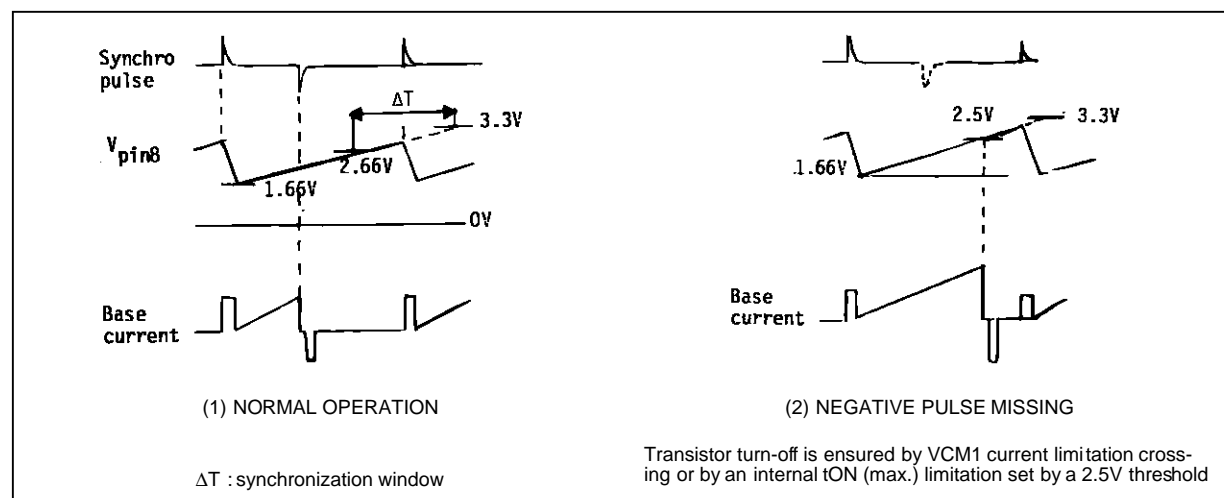 Synchro
pulse
ΔT
3.3V
Vpin8
2.66V
1.66V
0V
Base
current
(1) NORMAL OPERATION
ΔT : synchronization window
2.5V
3.3V
1.66V
Base
current
(2) NEGATIVE PULSE MISSING
Transistor turn-off is ensured by VCM1 current limitation cross-
ing or by an internal tON (max.) limitation set by a 2.5V threshold